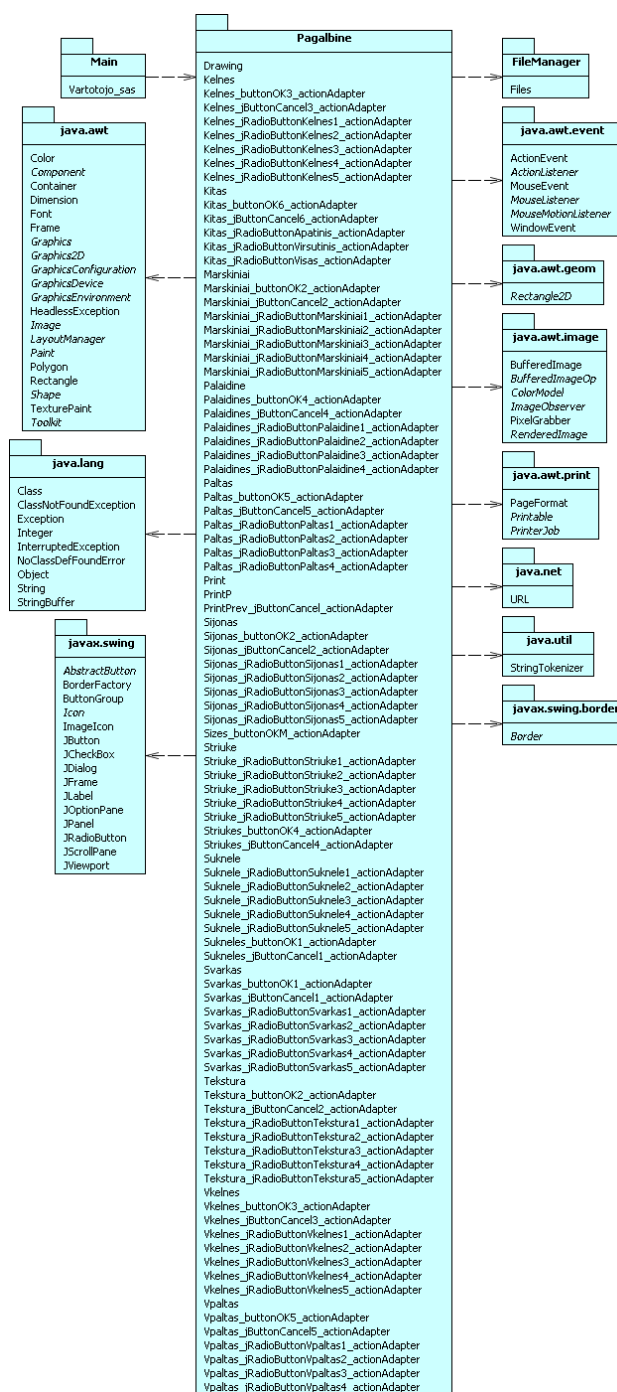 Main
Vartotojo_sas
java.awt
Color
Component
Container
Dimension
Font
Frame
Graphics
Graphics2D
GraphicsConfiguration
GraphicsDevice
GraphicsEnvironment
HeadlessException
Image
LayoutManager
Paint
Polygon
Rectangle
Shape
TexturePaint
Toolkit
java.lang
Class
ClassNotFoundException
Exception
Integer
InterruptedException
NoClassDefFoundError
Object
String
StringBuffer
javax.swing
AbstractButton
BorderFactory
ButtonGroup
Icon
ImageIcon
JButton
JCheckBox
JDialog
JFrame
JLabel
JOptionPane
JPanel
JRadioButton
JScrollPane
JViewport
Pagalbine
Drawing
Kelnes
Kelnes_buttonOK3_actionAdapter
Kelnes_jButtonCancel3_actionAdapter
Kelnes_jRadioButtonKelnes1_actionAdapter
Kelnes_jRadioButtonKelnes2_actionAdapter
Kelnes_jRadioButtonKelnes3_actionAdapter
Kelnes_jRadioButtonKelnes4_actionAdapter
Kelnes_jRadioButtonKelnes5_actionAdapter
Kitas
Kitas_buttonOK6_actionAdapter
Kitas_jButtonCancel6_actionAdapter
Kitas_jRadioButtonApatinis_actionAdapter
Kitas_jRadioButtonVirsutinis_actionAdapter
Kitas_jRadioButtonVisas_actionAdapter
Marskiniai
Marskiniai_buttonOK2_actionAdapter
Marskiniai_jButtonCancel2_actionAdapter
Marskiniai_jRadioButtonMarskiniai1_actionAdapter
Marskiniai_jRadioButtonMarskiniai2_actionAdapter
Marskiniai_jRadioButtonMarskiniai3_actionAdapter
Marskiniai_jRadioButtonMarskiniai4_actionAdapter
Marskiniai_jRadioButtonMarskiniai5_actionAdapter
Palaidine
Palaidines_buttonOK4_actionAdapter
Palaidines_jButtonCancel4_actionAdapter
Palaidines_jRadioButtonPalaidine1_actionAdapter
Palaidines_jRadioButtonPalaidine2_actionAdapter
Palaidines_jRadioButtonPalaidine3_actionAdapter
Palaidines_jRadioButtonPalaidine4_actionAdapter
Paltas
Paltas_buttonOK5_actionAdapter
Paltas_jButtonCancel5_actionAdapter
Paltas_jRadioButtonPaltas1_actionAdapter
Paltas_jRadioButtonPaltas2_actionAdapter
Paltas_jRadioButtonPaltas3_actionAdapter
Paltas_jRadioButtonPaltas4_actionAdapter
Print
PrintP
PrintPrev_jButtonCancel_actionAdapter
Sijonas
Sijonas_buttonOK2_actionAdapter
Sijonas_jButtonCancel2_actionAdapter
Sijonas_jRadioButtonSijonas1_actionAdapter
Sijonas_jRadioButtonSijonas2_actionAdapter
Sijonas_jRadioButtonSijonas3_actionAdapter
Sijonas_jRadioButtonSijonas4_actionAdapter
Sijonas_jRadioButtonSijonas5_actionAdapter
Sizes_buttonOKM_actionAdapter
Striuke
Striuke_jRadioButtonStriuke1_actionAdapter
Striuke_jRadioButtonStriuke2_actionAdapter
Striuke_jRadioButtonStriuke3_actionAdapter
Striuke_jRadioButtonStriuke4_actionAdapter
Striuke_jRadioButtonStriuke5_actionAdapter
Striukes_buttonOK4_actionAdapter
Striukes_jButtonCancel4_actionAdapter
Suknele
Suknele_jRadioButtonSuknele1_actionAdapter
Suknele_jRadioButtonSuknele2_actionAdapter
Suknele_jRadioButtonSuknele3_actionAdapter
Suknele_jRadioButtonSuknele4_actionAdapter
Suknele_jRadioButtonSuknele5_actionAdapter
Sukneles_buttonOK1_actionAdapter
Sukneles_jButtonCancel1_actionAdapter
Svarkas
Svarkas_buttonOK1_actionAdapter
Svarkas_jButtonCancel1_actionAdapter
Svarkas_jRadioButtonSvarkas1_actionAdapter
Svarkas_jRadioButtonSvarkas2_actionAdapter
Svarkas_jRadioButtonSvarkas3_actionAdapter
Svarkas_jRadioButtonSvarkas4_actionAdapter
Svarkas_jRadioButtonSvarkas5_actionAdapter
Tekstura
Tekstura_buttonOK2_actionAdapter
Tekstura_jButtonCancel2_actionAdapter
Tekstura_jRadioButtonTekstura1_actionAdapter
Tekstura_jRadioButtonTekstura2_actionAdapter
Tekstura_jRadioButtonTekstura3_actionAdapter
Tekstura_jRadioButtonTekstura4_actionAdapter
Tekstura_jRadioButtonTekstura5_actionAdapter
Vkelnes
Vkelnes_buttonOK3_actionAdapter
Vkelnes_jButtonCancel3_actionAdapter
Vkelnes_jRadioButtonVkelnes1_actionAdapter
Vkelnes_jRadioButtonVkelnes2_actionAdapter
Vkelnes_jRadioButtonVkelnes3_actionAdapter
Vkelnes_jRadioButtonVkelnes4_actionAdapter
Vkelnes_jRadioButtonVkelnes5_actionAdapter
Vpaltas
Vpaltas_buttonOK5_actionAdapter
Vpaltas_jButtonCancel5_actionAdapter
Vpaltas_jRadioButtonVpaltas1_actionAdapter
Vpaltas_jRadioButtonVpaltas2_actionAdapter
Vpaltas_jRadioButtonVpaltas3_actionAdapter
Vpaltas_jRadioButtonVpaltas4_actionAdapter
FileManager
Files
java.awt.event
ActionEvent
ActionListener
MouseEvent
MouseListener
MouseMotionListener
WindowEvent
java.awt.geom
Rectangle2D
java.awt.image
BufferedImage
BufferedImageOp
ColorModel
ImageObserver
PixelGrabber
RenderedImage
java.awt.print
PageFormat
Printable
PrinterJob
java.net
URL
java.util
StringTokenizer
javax.swing.border
Border